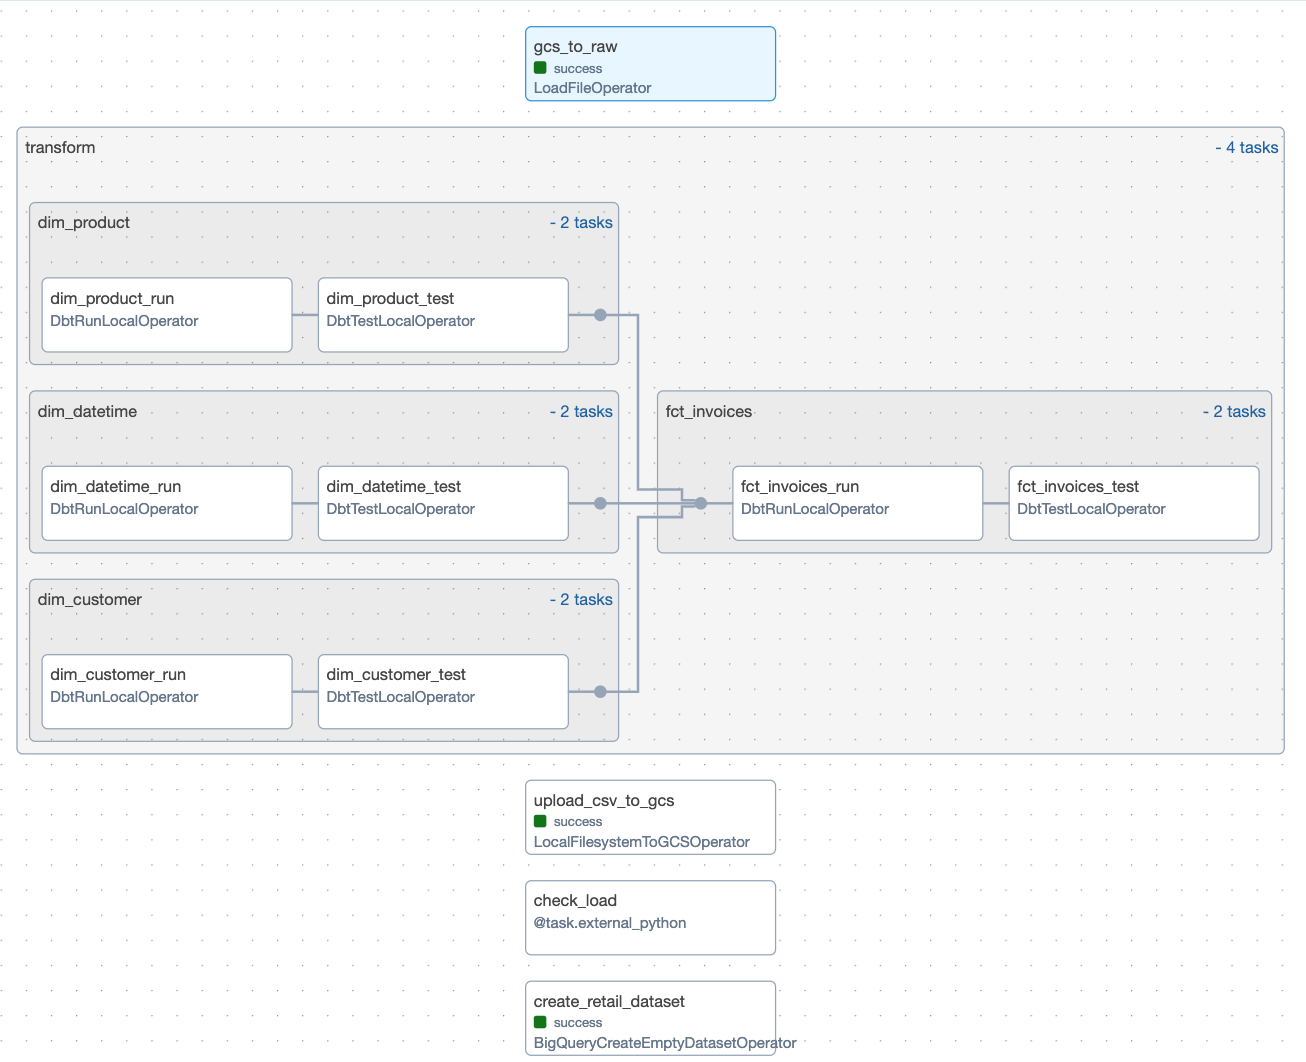 gcs_to_raw
success
LoadFileOperator
transform
- 4 tasks
dim_product
- 2 tasks
dim_product_run
DbtRunLocalOperator
dim_product_test
DbtTestLocalOperator
dim_datetime
- 2 tasks
dim_datetime_run
DbtRunLocalOperator
dim_datetime_test
DbtTestLocalOperator
fct_invoices
- 2 tasks
fct_invoices_run
DbtRunLocalOperator
fct_invoices_test
DbtTestLocalOperator
dim_customer
- 2 tasks
dim_customer_run
DbtRunLocalOperator
dim_customer_test
DbtTestLocalOperator
upload_csv_to_gcs
success
LocalFilesystemToGCSOperator
check_load
@task.external_python
create_retail_dataset
success
BigQueryCreateEmptyDatasetOperator